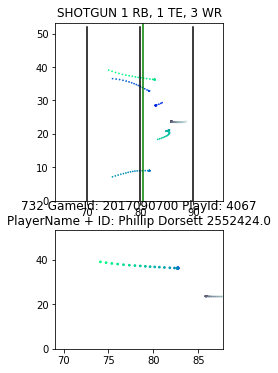 SHOTGUN 1 RB, 1 TE, 3 WR
50
40
30
20
10
0
70 80 90
732 GameId: 2017090700 PlayId: 4067
PlayerName + ID: Phillip Dorsett 2552424.0
40
20
0
70 75 80 85